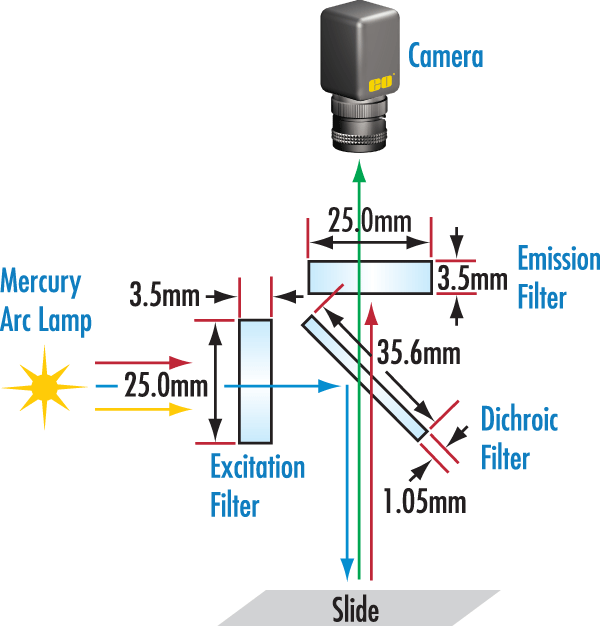 Camera
EO
25.0mm
Emission
Filter
3.5mm
Mercury
Arc Lamp
3.5mm
25.0mm
35.6mm
Dichroic
Filter
Excitation
Filter
1.05mm
Slide